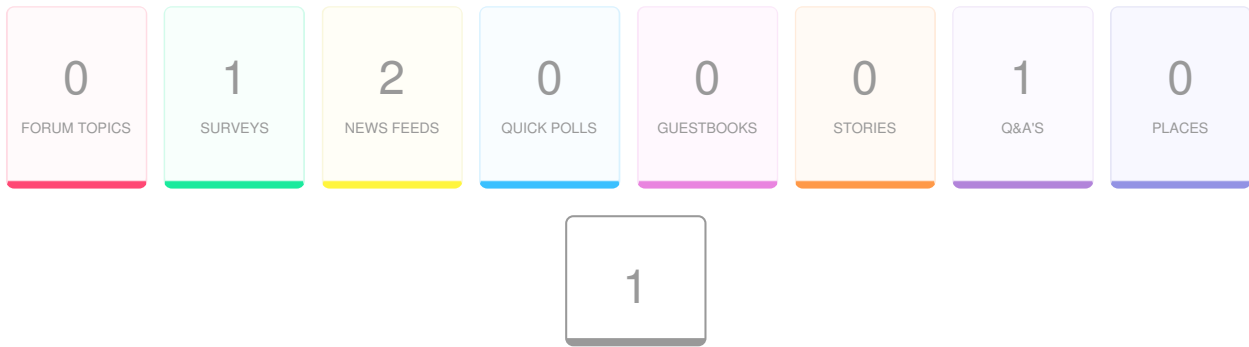 0 1 2 0 0 0 1 0
FORUM TOPICS SURVEYS NEWS FEEDS QUICK POLLS GUESTBOOKS STORIES Q&A'S PLACES
1